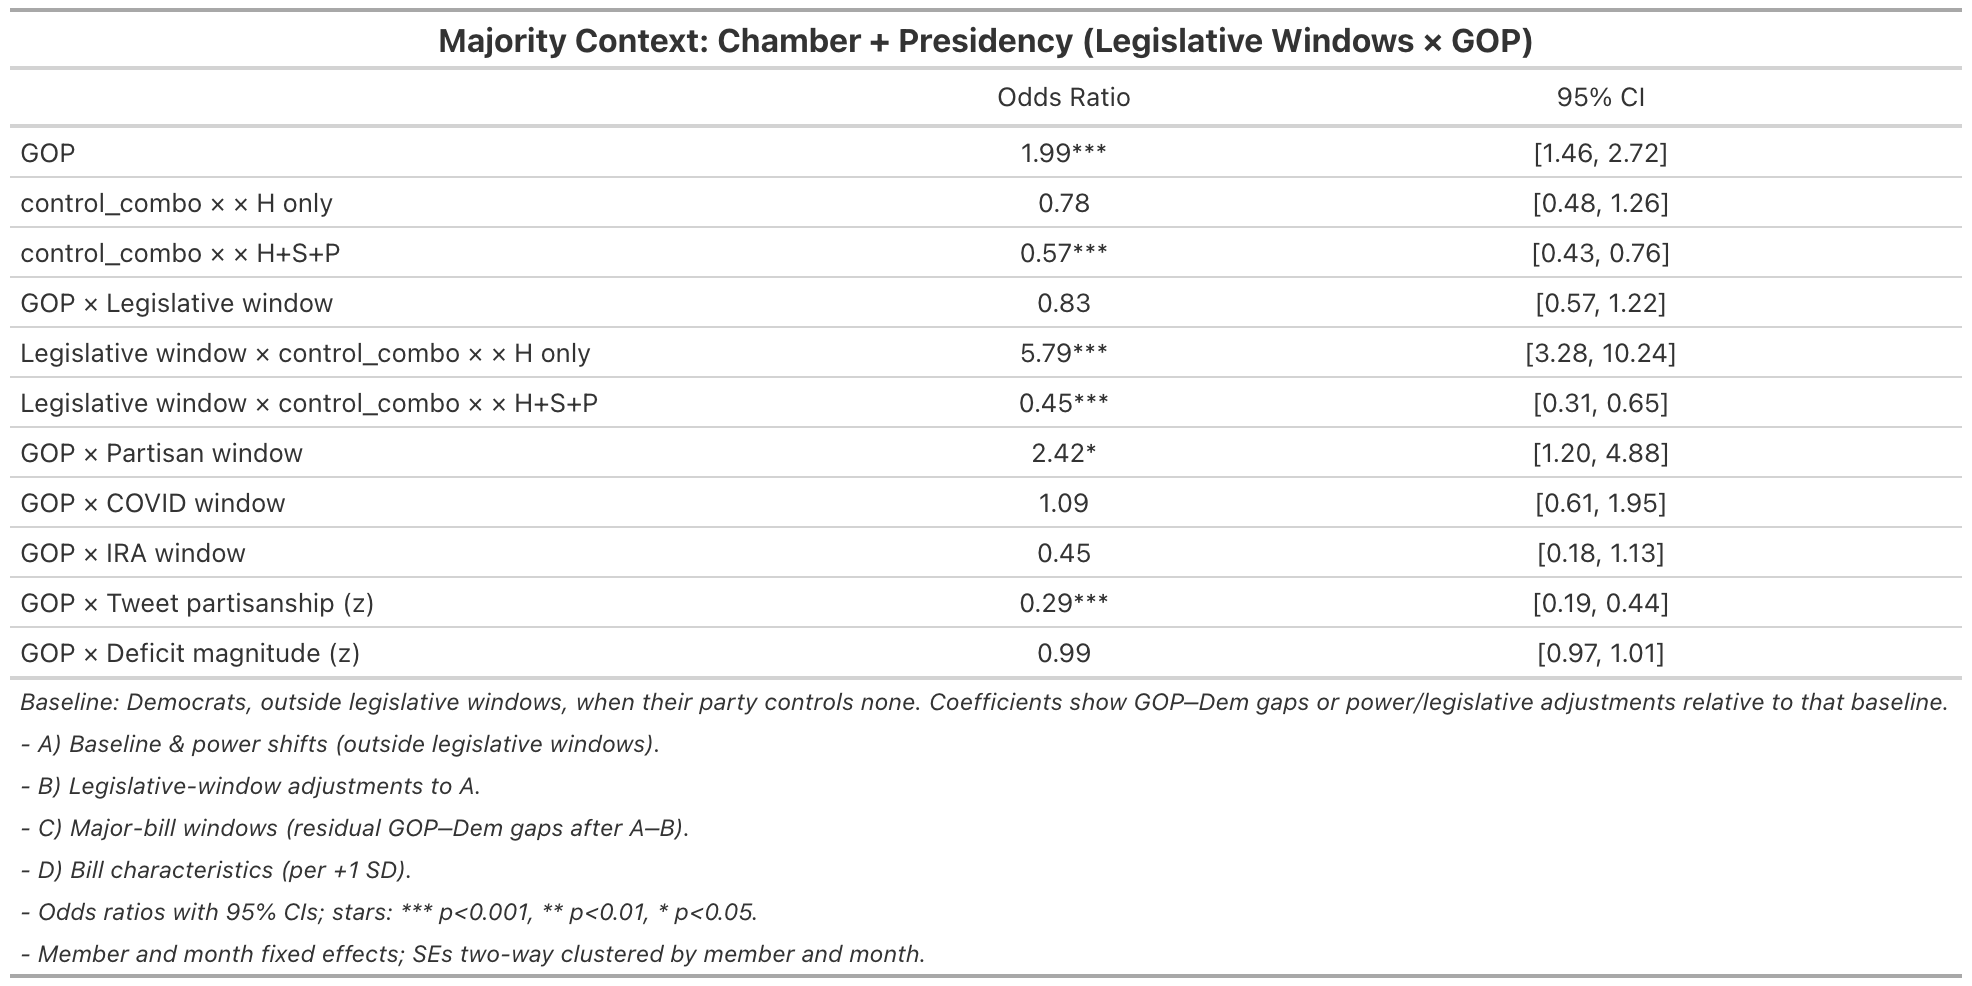 Majority Context: Chamber + Presidency (Legislative Windows × GOP)
Odds Ratio 95% CI
GOP 1.99*** [1.46, 2.72]
control_combo × × H only 0.78 [0.48, 1.26]
control_combo × × H+S+P 0.57*** [0.43, 0.76]
GOP × Legislative window 0.83 [0.57, 1.22]
Legislative window × control_combo × × H only 5.79*** [3.28, 10.24]
Legislative window × control_combo × × H+S+P 0.45*** [0.31, 0.65]
GOP × Partisan window 2.42* [1.20, 4.88]
GOP × COVID window 1.09 [0.61, 1.95]
GOP × IRA window 0.45 [0.18, 1.13]
GOP × Tweet partisanship (z) 0.29*** [0.19, 0.44]
GOP × Deficit magnitude (z) 0.99 [0.97, 1.01]
Baseline: Democrats, outside legislative windows, when their party controls none. Coefficients show GOP–Dem gaps or power/legislative adjustments relative to that baseline.
- A) Baseline & power shifts (outside legislative windows).
- B) Legislative-window adjustments to A.
- C) Major-bill windows (residual GOP–Dem gaps after A–B).
- D) Bill characteristics (per +1 SD).
- Odds ratios with 95% CIs; stars: *** p<0.001, ** p<0.01, * p<0.05.
- Member and month fixed effects; SEs two-way clustered by member and month.